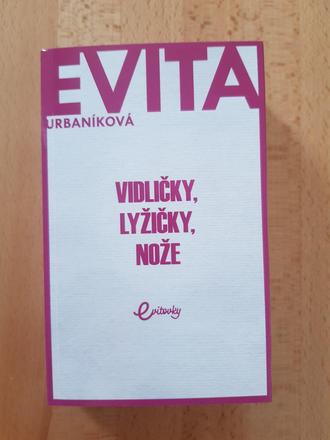 EVITA
URBANÍKOVÁ
VIDLIČKY,
LYŽIČKY,
NOŽE
evitovky